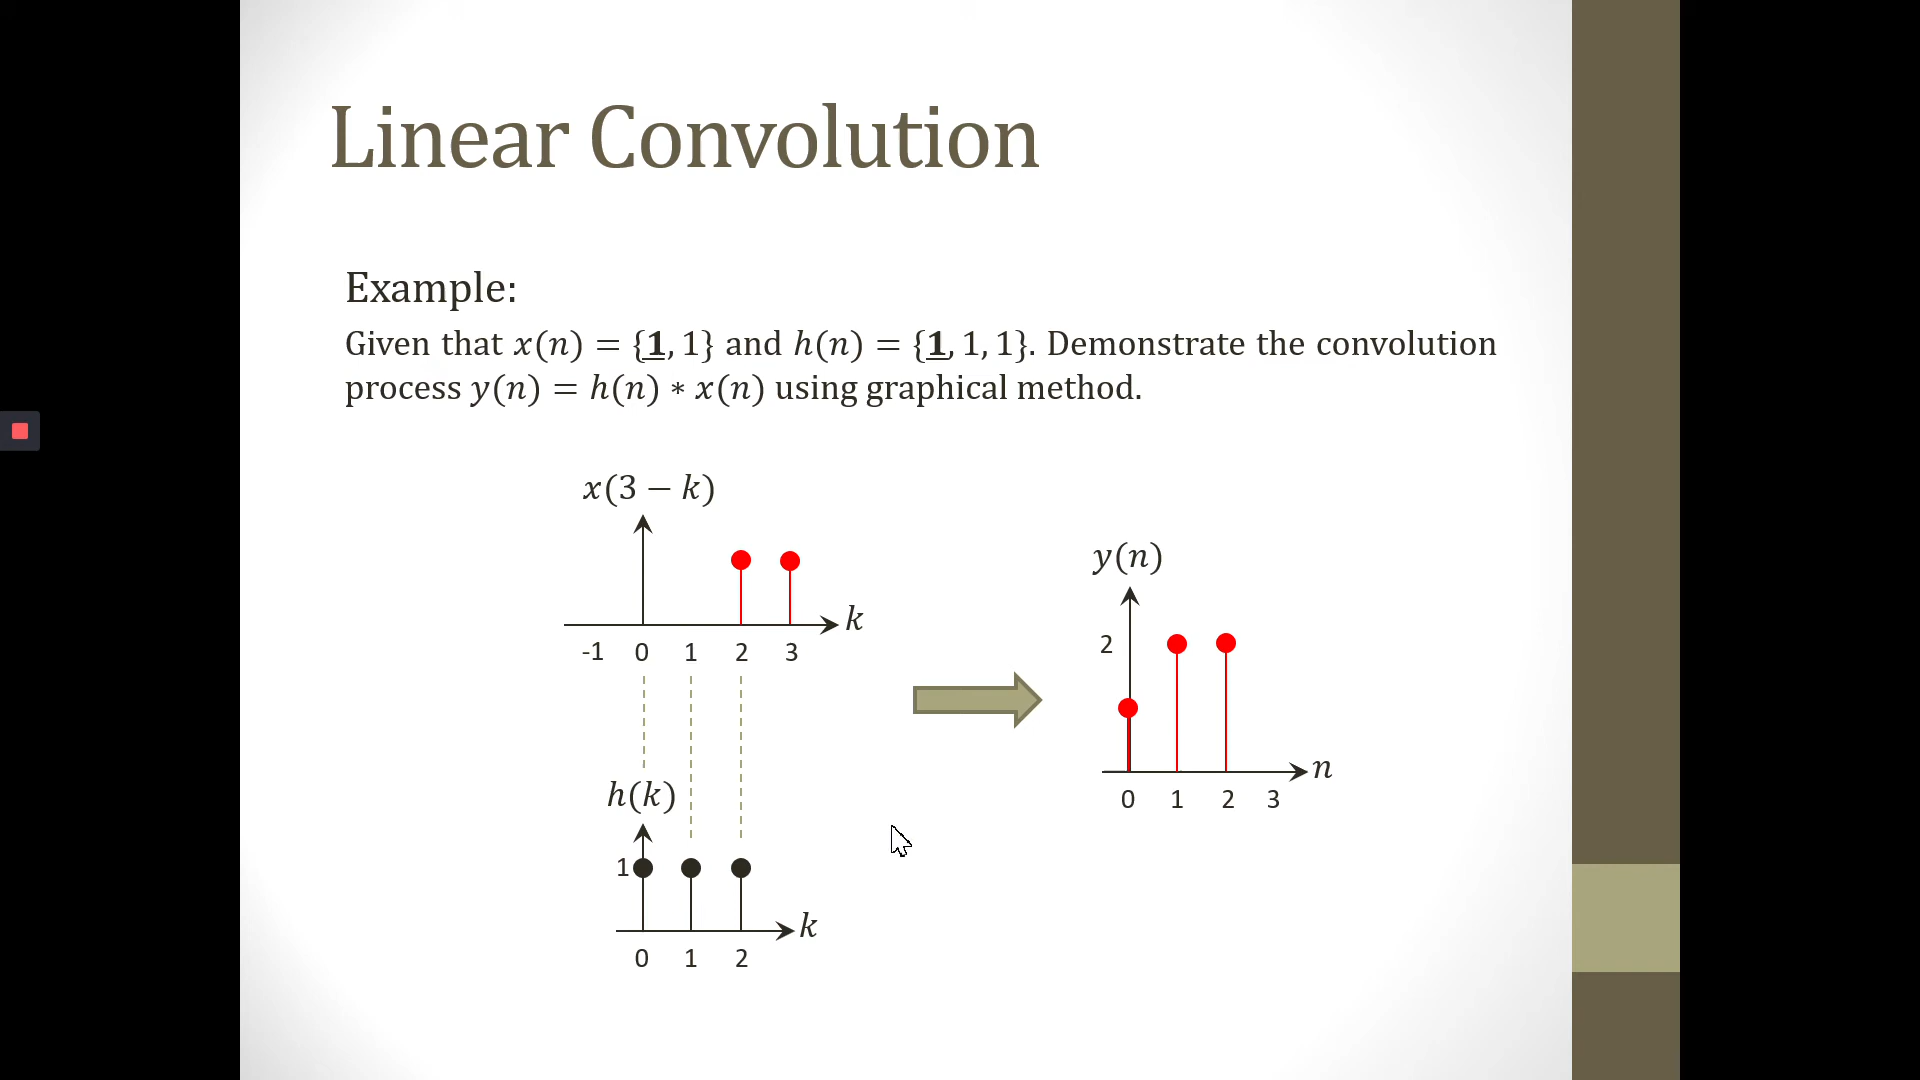 Linear Convolution
Example:
Given that x(n) = {1, 1} and h(n) = {1, 1, 1}. Demonstrate the convolution
process y(n) = h(n) ∗ x(n) using graphical method.
x(3 − k)
k
-1 0 1 2 3
h(k)
1
k
0 1 2
y(n)
2
n
0 1 2 3